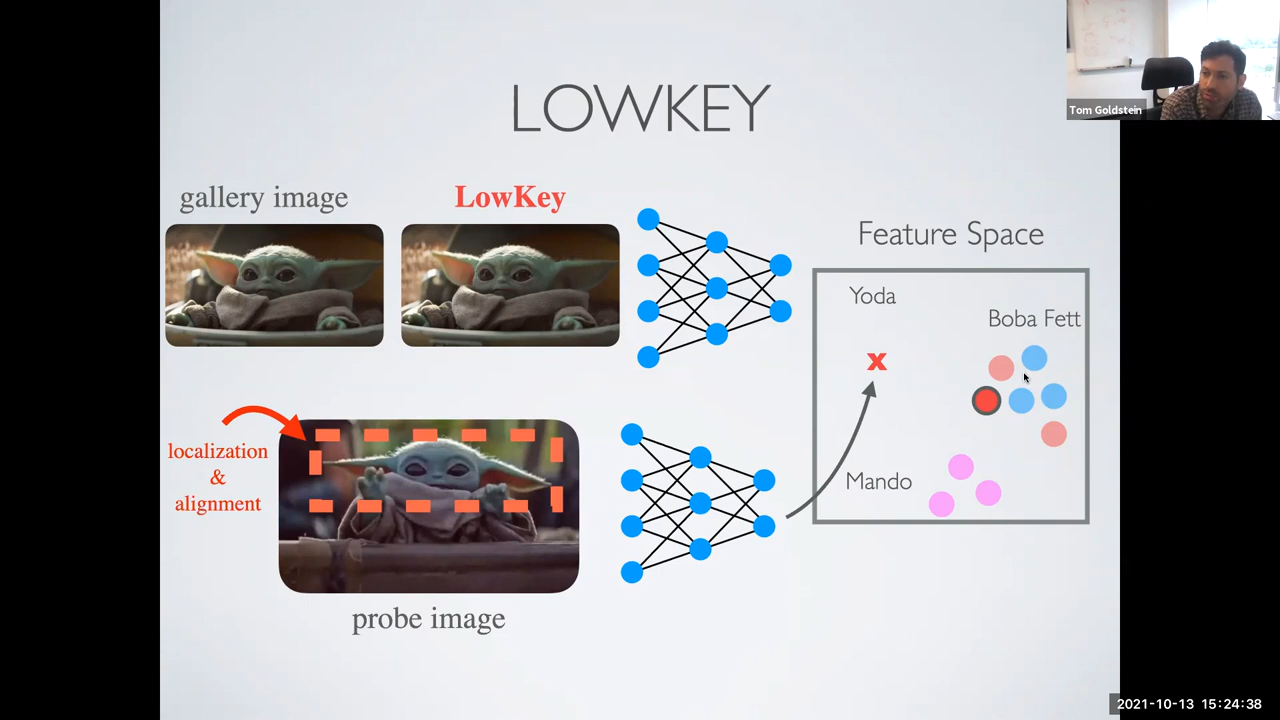 LOWKEY
Tom Goldstein
gallery image
LowKey
Feature Space
Yoda
Boba Fett
x
localization
&
alignment
Mando
probe image
2021-10-13 15:24:38